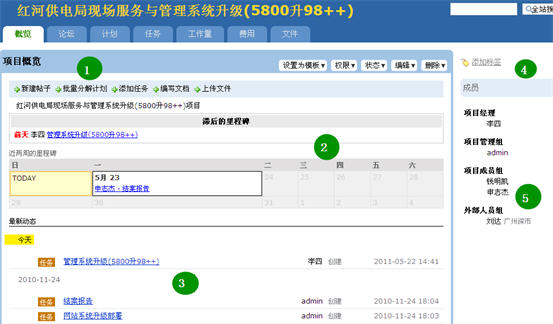 红河供电局现场服务与管理系统升级(5800升98++)
全站搜
概览 论坛 计划 任务 工作量 费用 文件
项目概览
设置为模板▾ 权限▾ 状态▾ 编辑▾ 删除▾
1
新建帖子 批量分解计划 添加任务 编写文档 上传文件
红河供电局现场服务与管理系统升级(5800升98++)项目
滞后的里程碑
前天 李四 管理系统升级(5800升98++)
2
近两周的里程碑
日 一 二 三 四 五 六
TODAY 5月 23 24 25 26 27 28
申志杰 - 结案报告
29 30 31 1 2 3 4
最新动态
今天
任务 管理系统升级(5800升98++) 李四 创建 2011-05-22 14:41
2010-11-24
3
任务 结案报告 admin 创建 2010-11-24 18:04
任务 网站系统升级部署 admin 创建 2010-11-24 18:03
添加标签
4
成员
项目经理
李四
项目管理组
admin
项目成员组
钱明凯
申志杰
5
外部人员组
刘达 广州深市